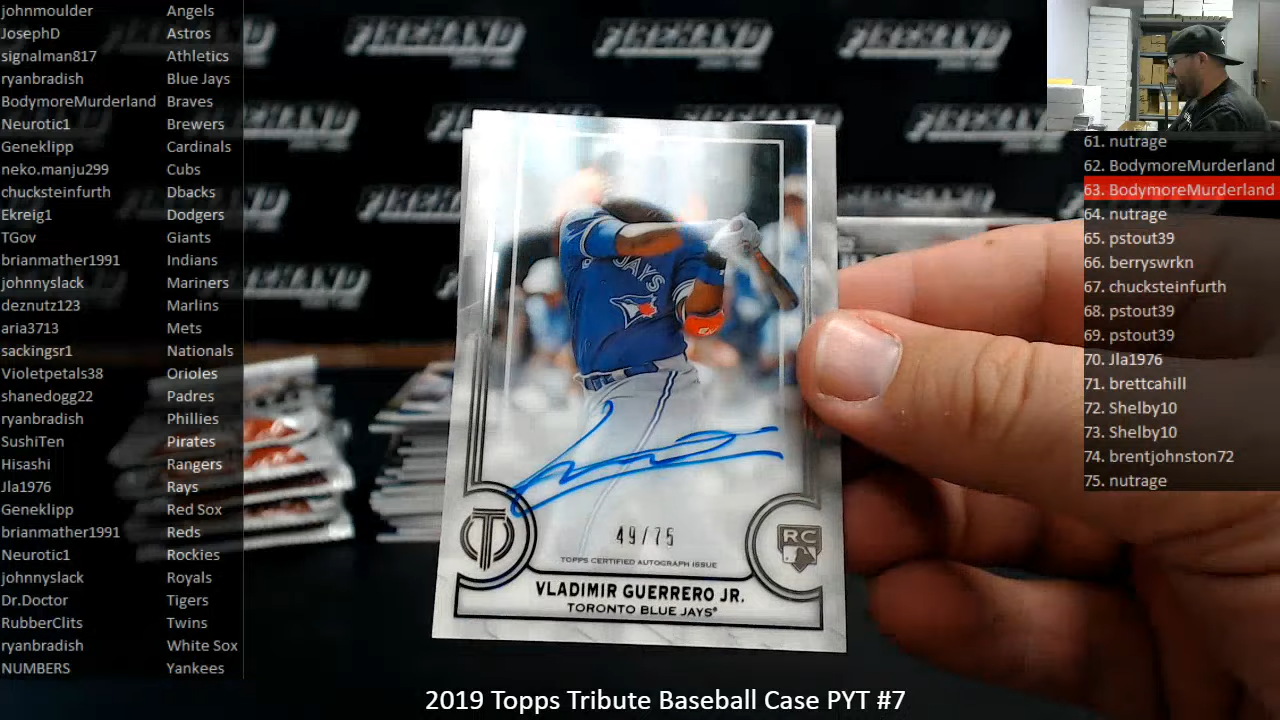 johnmoulder Angels
JosephD Astros
signalman817 Athletics
ryanbradish Blue Jays
BodymoreMurderland Braves
Neurotic1 Brewers
Geneklipp Cardinals
neko.manju299 Cubs
chucksteinfurth Dbacks
Ekreig1 Dodgers
TGov Giants
brianmather1991 Indians
johnnyslack Mariners
deznutz123 Marlins
aria3713 Mets
sackingsr1 Nationals
Violetpetals38 Orioles
shanedogg22 Padres
ryanbradish Phillies
SushiTen Pirates
Hisashi Rangers
Jla1976 Rays
Geneklipp Red Sox
brianmather1991 Reds
Neurotic1 Rockies
johnnyslack Royals
Dr.Doctor Tigers
RubberClits Twins
ryanbradish White Sox
NUMBERS Yankees
FIREHAND FIREHAND FIREHAND
JAYS
49/75
TOPPS CERTIFIED AUTOGRAPH ISSUE
RC
VLADIMIR GUERRERO JR.
TORONTO BLUE JAYS
61. nutrage
62. BodymoreMurderland
63. BodymoreMurderland
64. nutrage
65. pstout39
66. berryswrkn
67. chucksteinfurth
68. pstout39
69. pstout39
70. Jla1976
71. brettcahill
72. Shelby10
73. Shelby10
74. brentjohnston72
75. nutrage
2019 Topps Tribute Baseball Case PYT #7